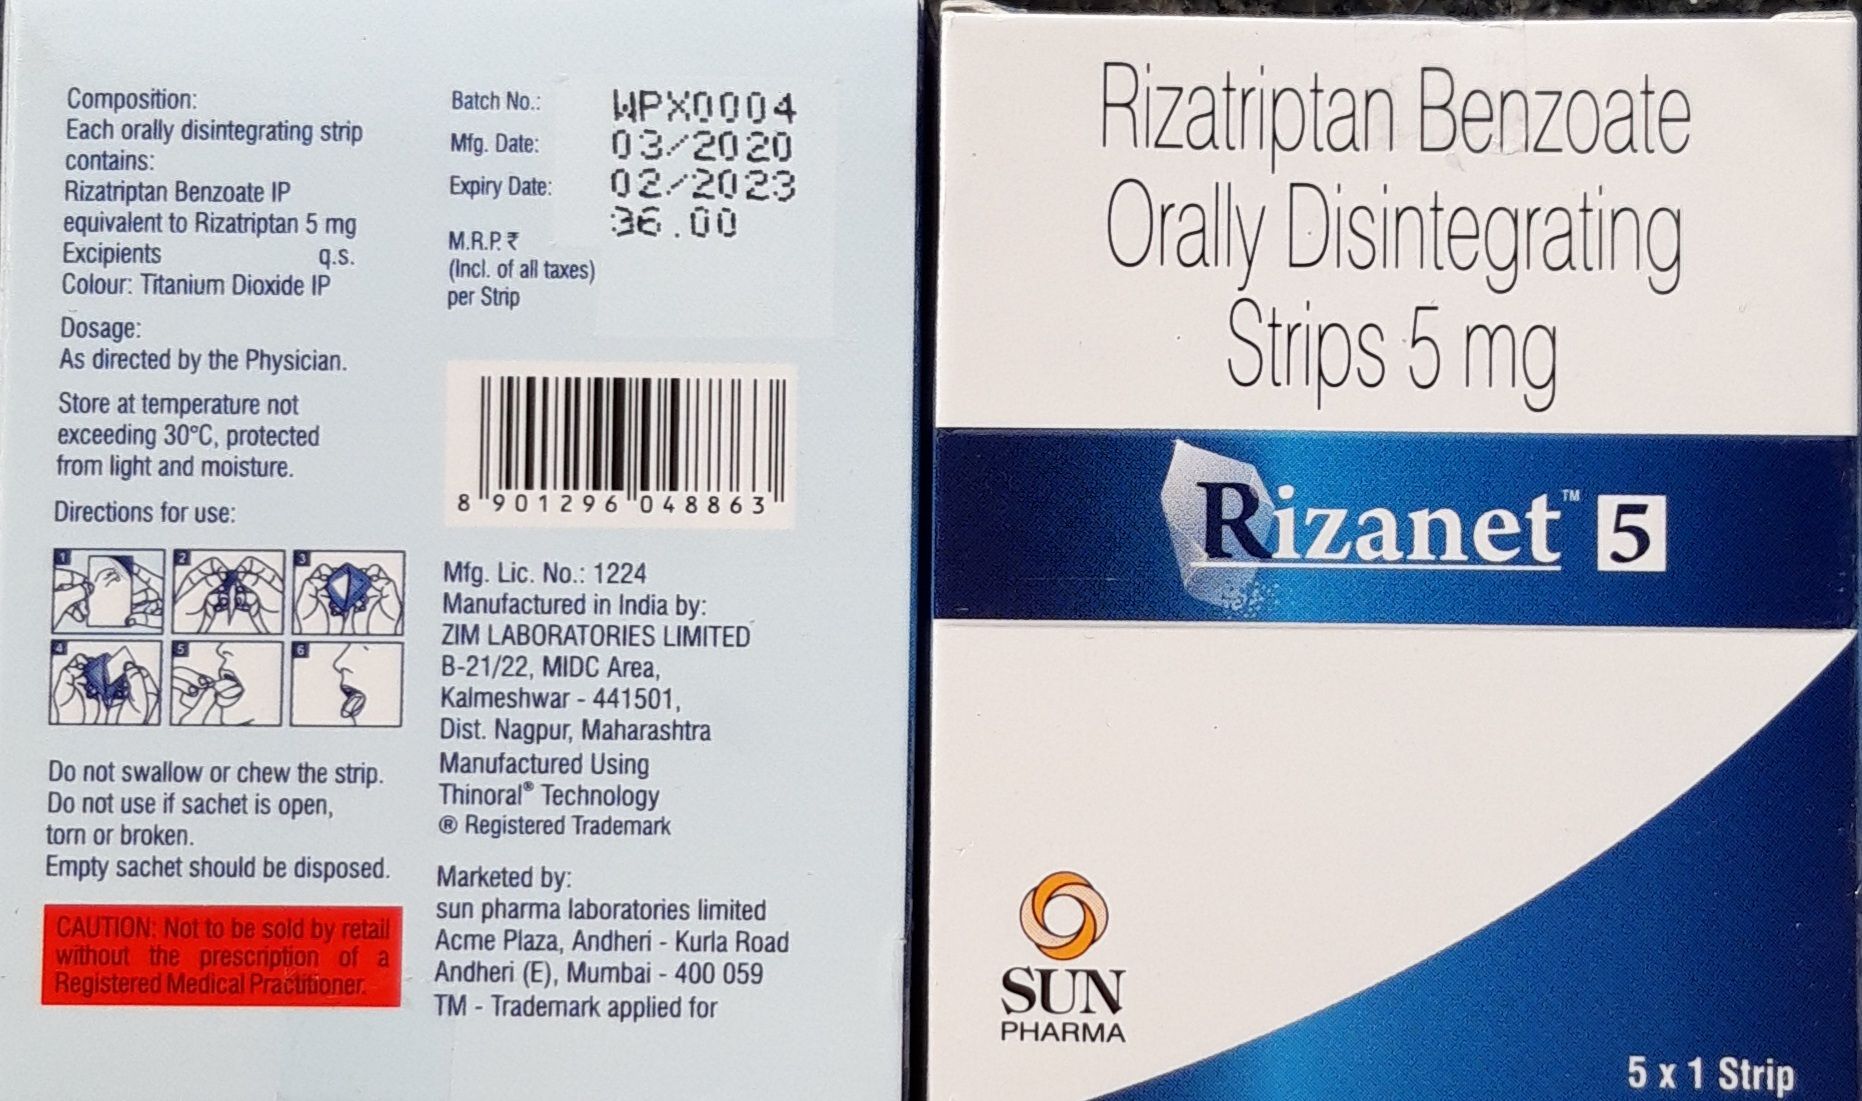 Composition:
Each orally disintegrating strip
contains:
Rizatriptan Benzoate IP
equivalent to Rizatriptan 5 mg
Excipients q.s.
Colour: Titanium Dioxide IP
Dosage:
As directed by the Physician.
Store at temperature not
exceeding 30°C, protected
from light and moisture.
Directions for use:
1 2 3
4 5 6
Do not swallow or chew the strip.
Do not use if sachet is open,
torn or broken.
Empty sachet should be disposed.
CAUTION: Not to be sold by retail
without the prescription of a
Registered Medical Practitioner.
Batch No.: WPX0004
Mfg. Date: 03/2020
Expiry Date: 02/2023
M.R.P. ₹ 36.00
(Incl. of all taxes)
per Strip
8 901296 048863
Mfg. Lic. No.: 1224
Manufactured in India by:
ZIM LABORATORIES LIMITED
B-21/22, MIDC Area,
Kalmeshwar - 441501,
Dist. Nagpur, Maharashtra
Manufactured Using
Thinoral® Technology
® Registered Trademark
Marketed by:
sun pharma laboratories limited
Acme Plaza, Andheri - Kurla Road
Andheri (E), Mumbai - 400 059
TM - Trademark applied for
Rizatriptan Benzoate
Orally Disintegrating
Strips 5 mg
Rizanet™ 5
SUN
PHARMA
5 x 1 Strip